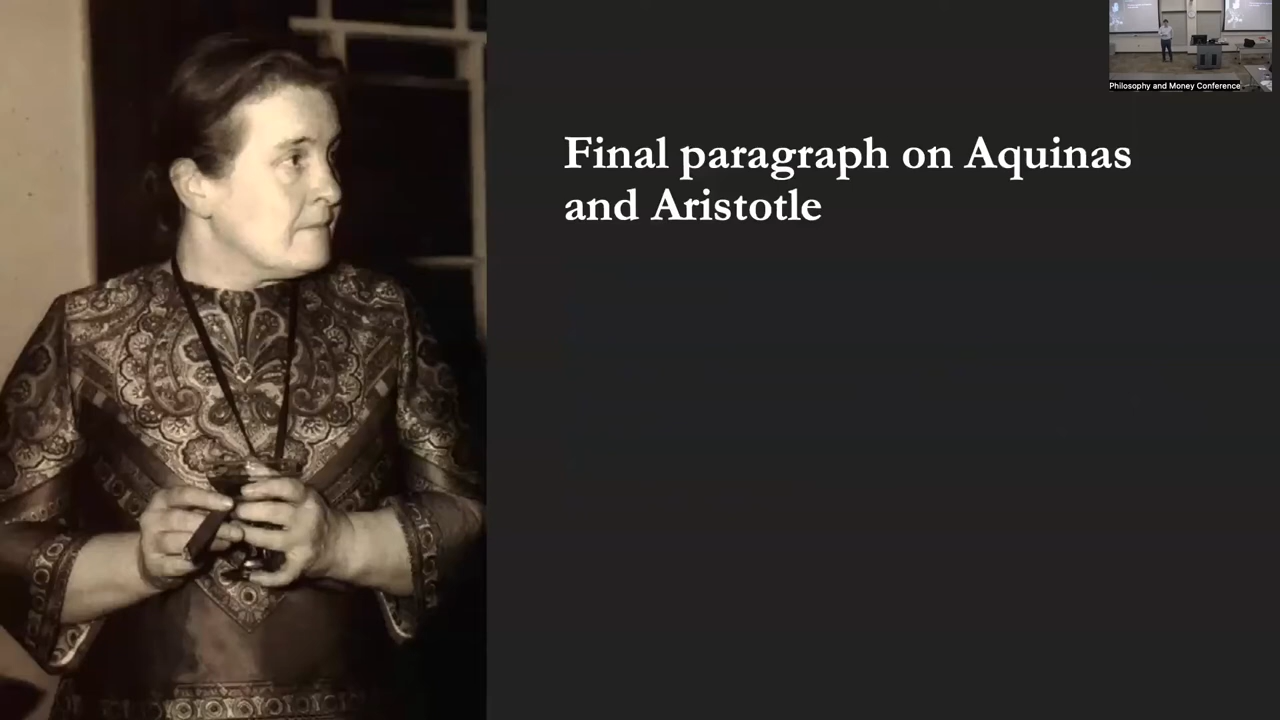 Philosophy and Money Conference
Final paragraph on Aquinas
and Aristotle